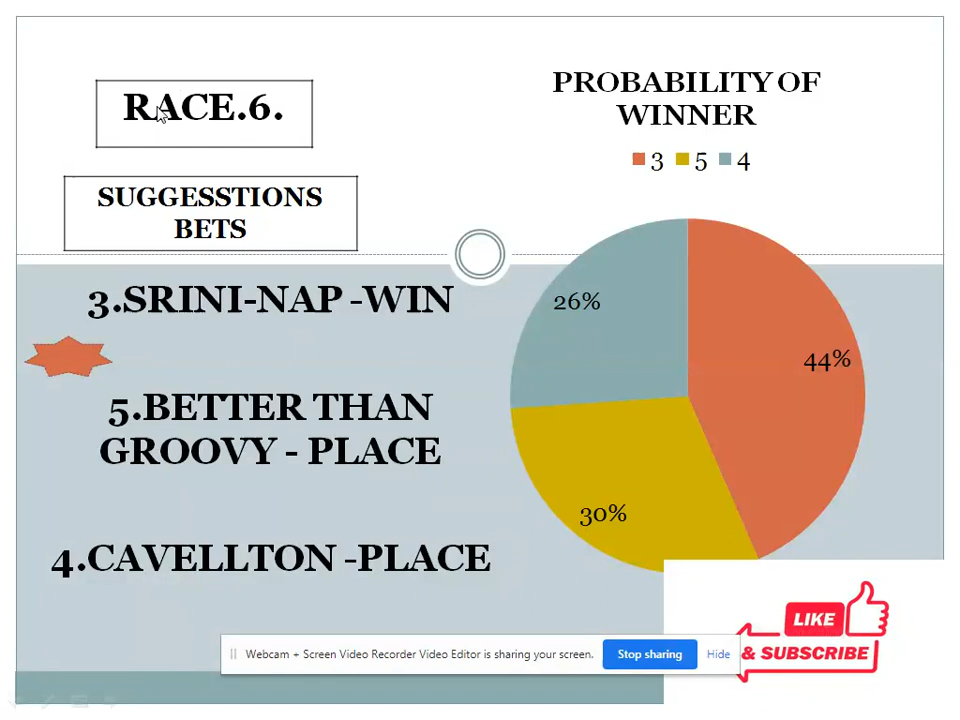 RACE.6.
SUGGESSTIONS
BETS
3.SRINI-NAP -WIN
5.BETTER THAN
GROOVY - PLACE
4.CAVELLTON -PLACE
PROBABILITY OF
WINNER
3 5 4
26%
44%
30%
LIKE
& SUBSCRIBE
Webcam + Screen Video Recorder Video Editor is sharing your screen. Stop sharing Hide